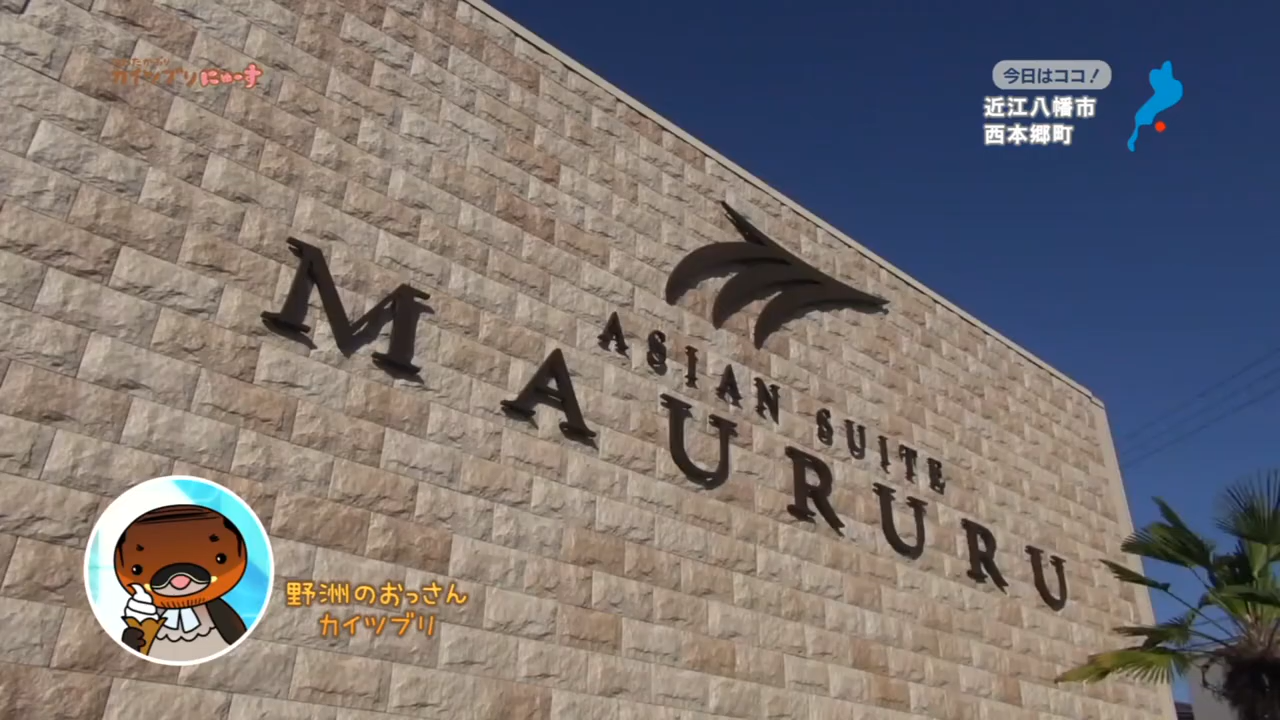 カイツブリにゅーす
今日はココ！
近江八幡市
西本郷町
ASIAN SUITE
MAURURU
野洲のおっさん
カイツブリ